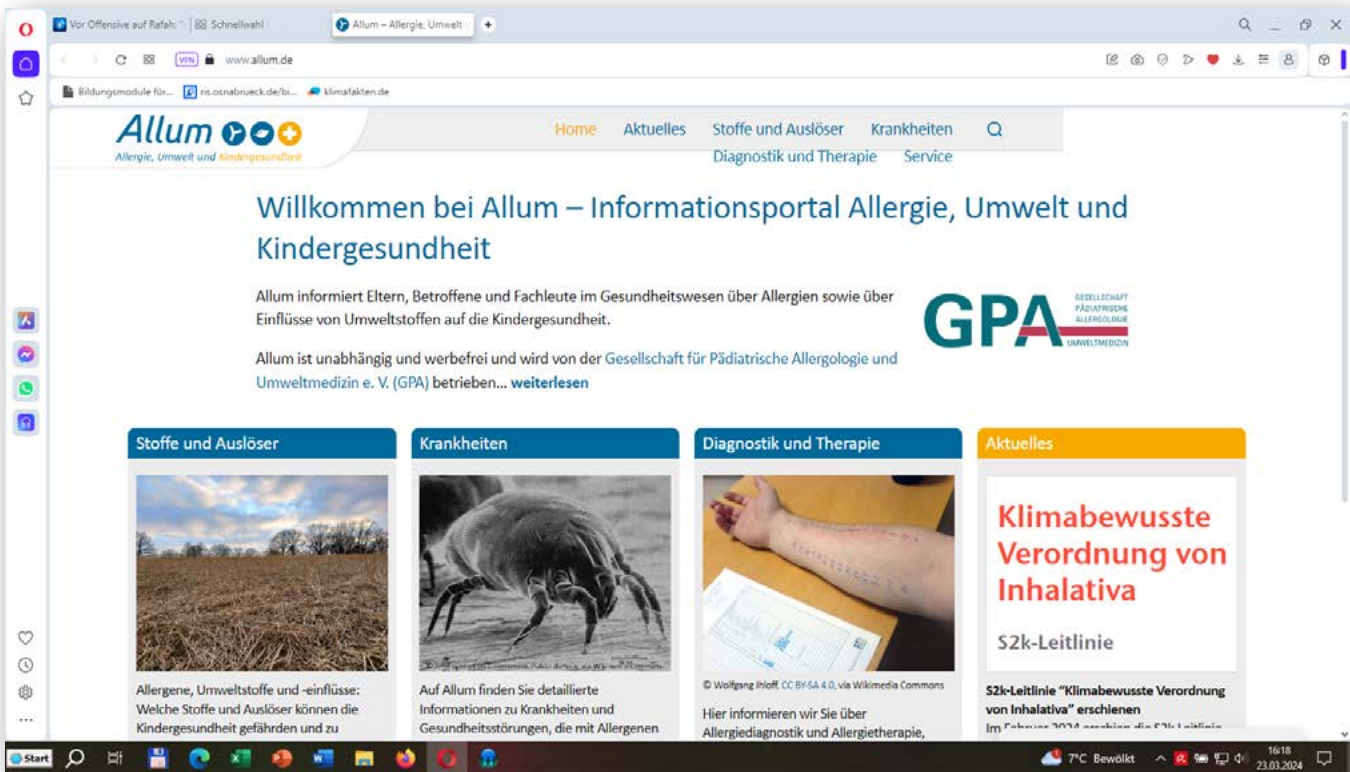 Vor Offensive auf Rafah: "
Schnellwahl
Allum – Allergie, Umwelt
VPN
www.allum.de
Bildungsmodule für...
ris.osnabrueck.de/bi...
klimafakten.de
Allum
Allergie, Umwelt und Kindergesundheit
Home
Aktuelles
Stoffe und Auslöser
Krankheiten
Diagnostik und Therapie
Service
Willkommen bei Allum – Informationsportal Allergie, Umwelt und
Kindergesundheit
Allum informiert Eltern, Betroffene und Fachleute im Gesundheitswesen über Allergien sowie über
Einflüsse von Umweltstoffen auf die Kindergesundheit.
Allum ist unabhängig und werbefrei und wird von der Gesellschaft für Pädiatrische Allergologie und
Umweltmedizin e. V. (GPA) betrieben... weiterlesen
GPA
GESELLSCHAFT
PÄDIATRISCHE
ALLERGOLOGIE
UMWELTMEDIZIN
Stoffe und Auslöser
Allergene, Umweltstoffe und -einflüsse:
Welche Stoffe und Auslöser können die
Kindergesundheit gefährden und zu
Krankheiten
Auf Allum finden Sie detaillierte
Informationen zu Krankheiten und
Gesundheitsstörungen, die mit Allergenen
Diagnostik und Therapie
© Wolfgang Ihloff, CC BY-SA 4.0, via Wikimedia Commons
Hier informieren wir Sie über
Allergiediagnostik und Allergietherapie,
Aktuelles
Klimabewusste
Verordnung von
Inhalativa
S2k-Leitlinie
S2k-Leitlinie "Klimabewusste Verordnung
von Inhalativa" erschienen
Im Februar 2024 erschien die S2k-Leitlinie
Start
7°C Bewölkt
16:18
23.03.2024